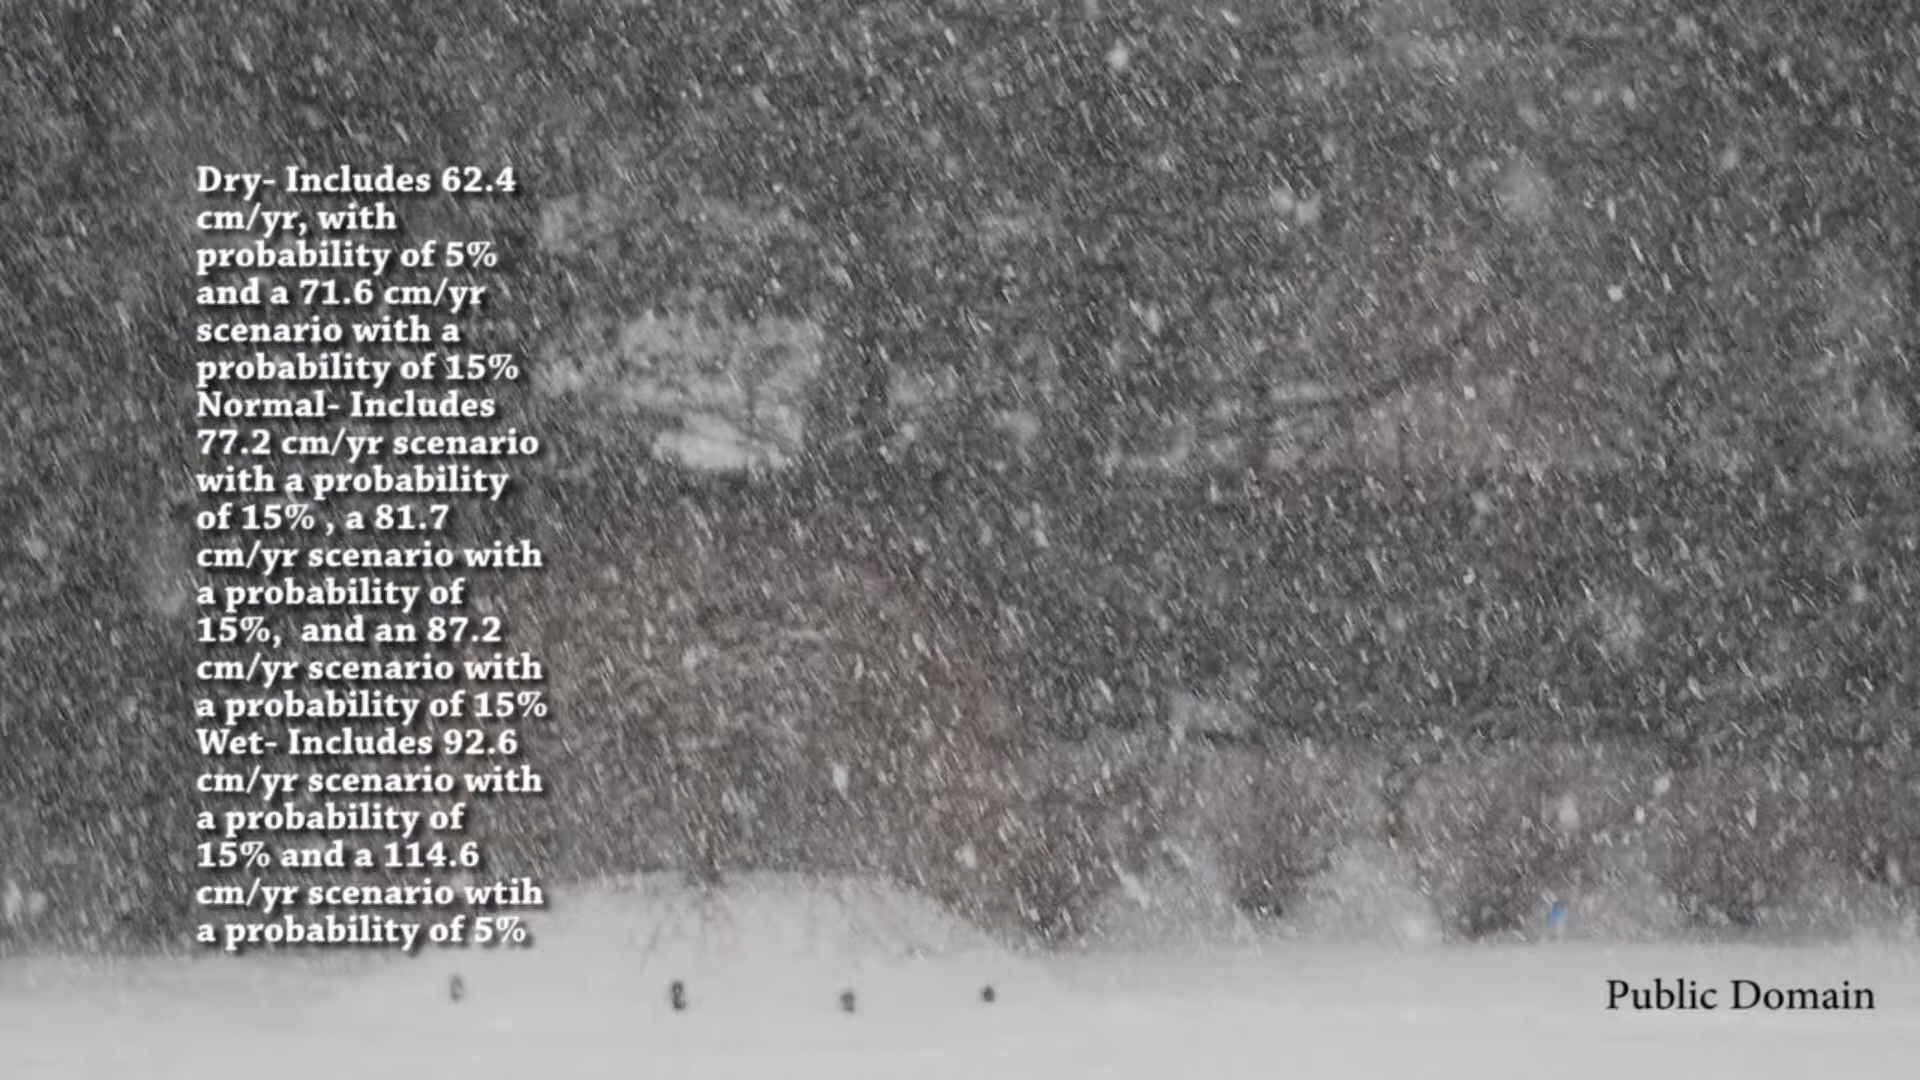 Dry- Includes 62.4
cm/yr, with
probability of 5%
and a 71.6 cm/yr
scenario with a
probability of 15%
Normal- Includes
77.2 cm/yr scenario
with a probability
of 15% , a 81.7
cm/yr scenario with
a probability of
15%,  and an 87.2
cm/yr scenario with
a probability of 15%
Wet- Includes 92.6
cm/yr scenario with
a probability of
15% and a 114.6
cm/yr scenario wtih
a probability of 5%
Public Domain